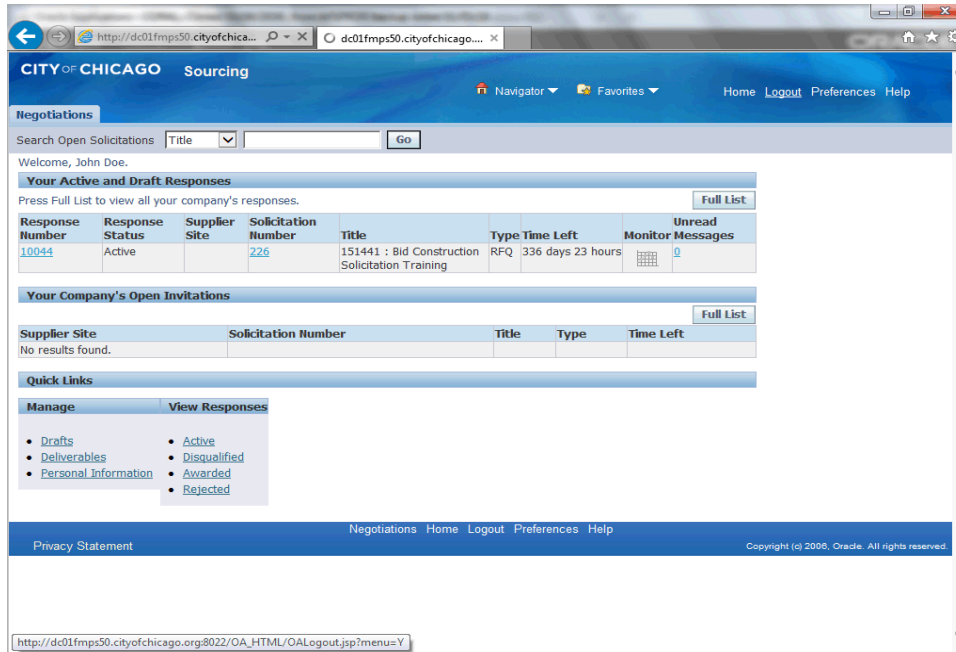 http://dc01fmps50.cityofchica...
dc01fmps50.cityofchicago....
CITY OF CHICAGO Sourcing
Navigator Favorites Home Logout Preferences Help
Negotiations
Search Open Solicitations Title Go
Welcome, John Doe.
Your Active and Draft Responses
Press Full List to view all your company's responses. Full List
Response Response Supplier Solicitation Unread
Number Status Site Number Title Type Time Left Monitor Messages
10044 Active 226 151441 : Bid Construction RFQ 336 days 23 hours 0
Solicitation Training
Your Company's Open Invitations
Full List
Supplier Site Solicitation Number Title Type Time Left
No results found.
Quick Links
Manage View Responses
Drafts Active
Deliverables Disqualified
Personal Information Awarded
Rejected
Negotiations Home Logout Preferences Help
Privacy Statement Copyright (c) 2006, Oracle. All rights reserved.
http://dc01fmps50.cityofchicago.org:8022/OA_HTML/OALogout.jsp?menu=Y